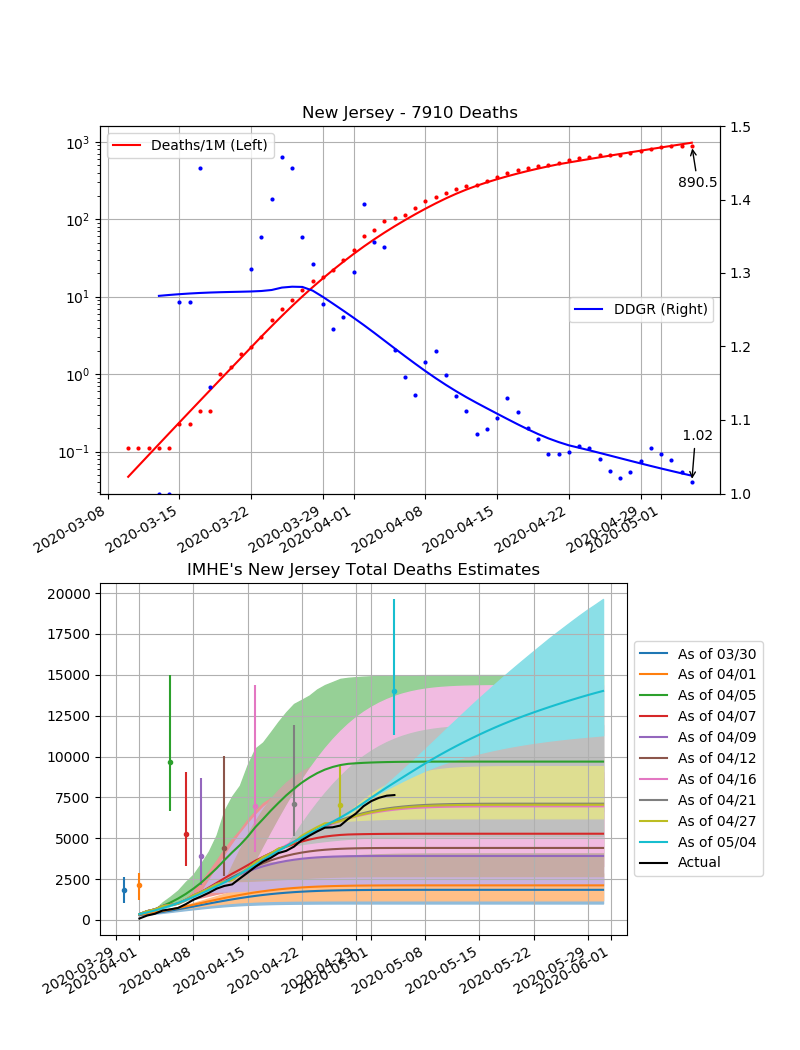 New Jersey - 7910 Deaths
Deaths/1M (Left)
DDGR (Right)
890.5
1.02
10³
10²
10¹
10⁰
10⁻¹
1.5
1.4
1.3
1.2
1.1
1.0
2020-03-08
2020-03-15
2020-03-22
2020-03-29
2020-04-01
2020-04-08
2020-04-15
2020-04-22
2020-04-29
2020-05-01
IMHE's New Jersey Total Deaths Estimates
20000
17500
15000
12500
10000
7500
5000
2500
0
As of 03/30
As of 04/01
As of 04/05
As of 04/07
As of 04/09
As of 04/12
As of 04/16
As of 04/21
As of 04/27
As of 05/04
Actual
2020-03-29
2020-04-01
2020-04-08
2020-04-15
2020-04-22
2020-04-29
2020-05-01
2020-05-08
2020-05-15
2020-05-22
2020-05-29
2020-06-01